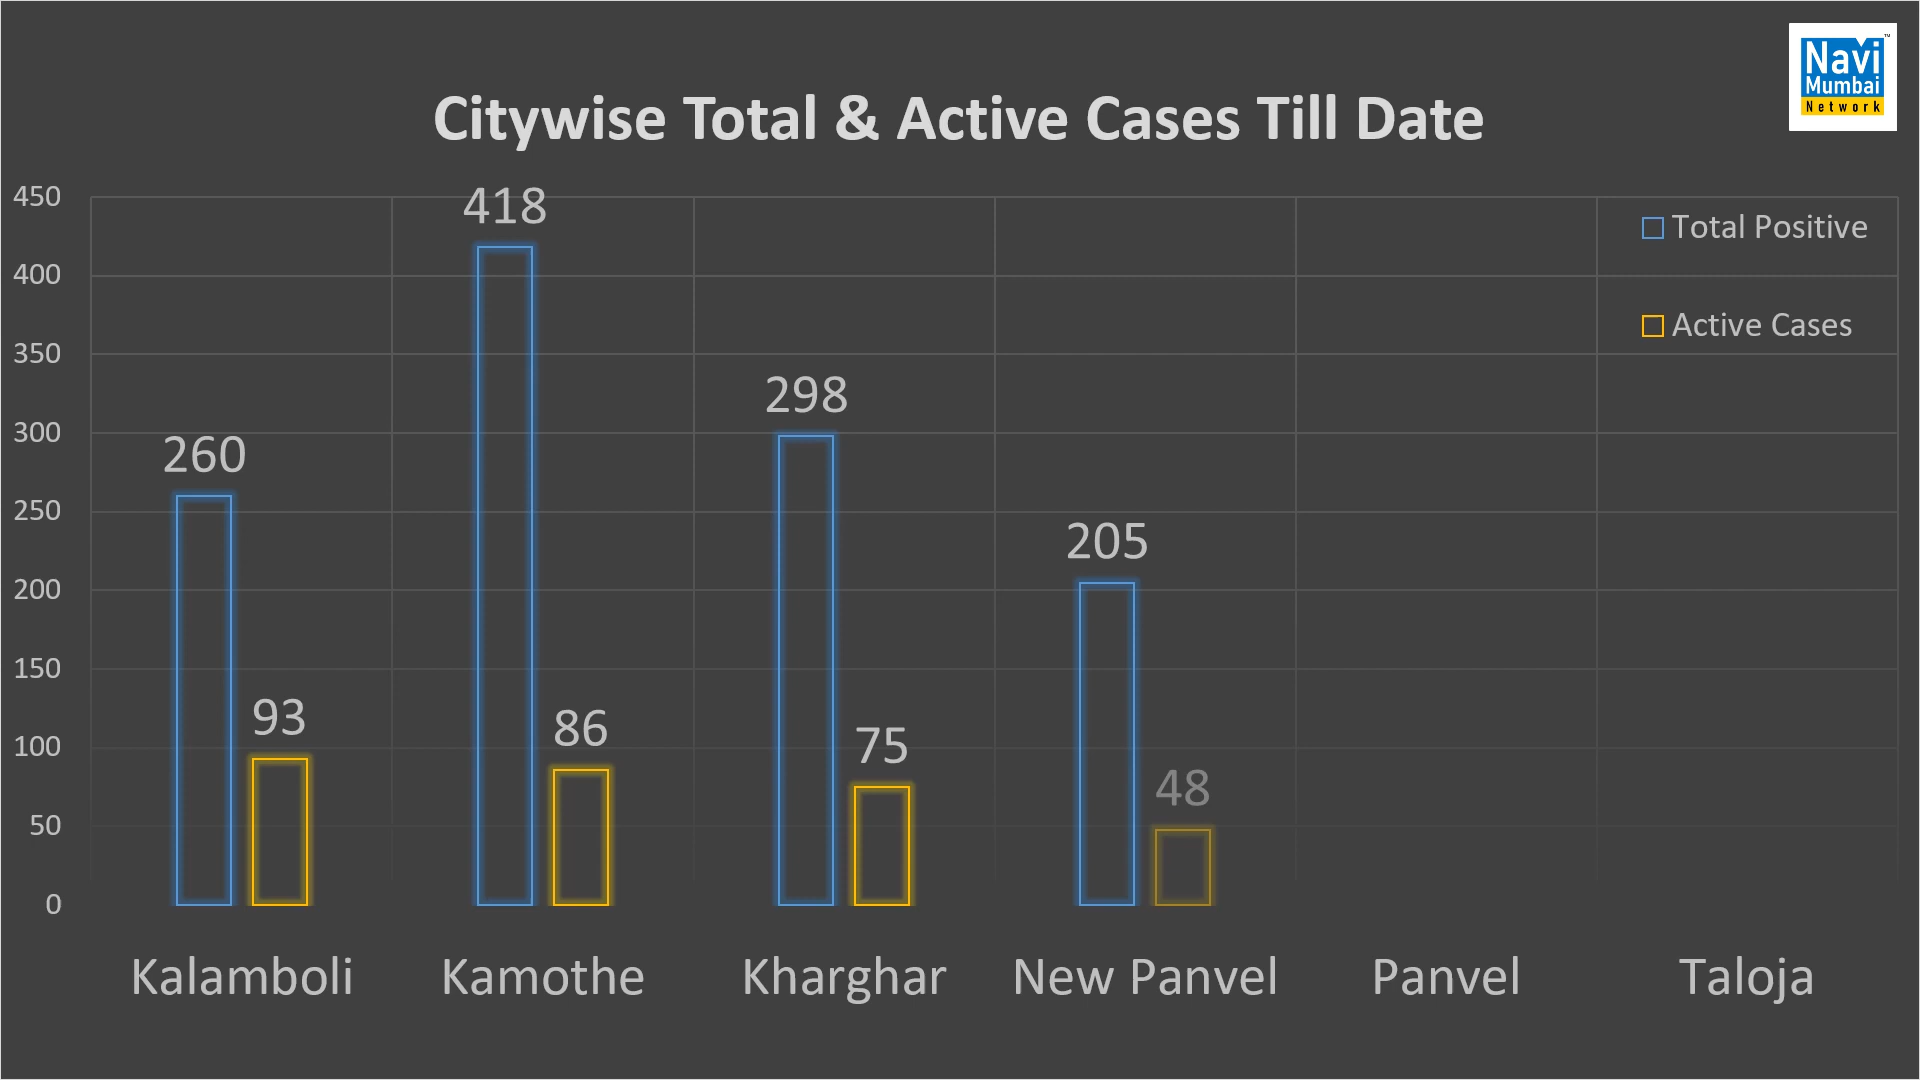 Navi
Mumbai
Network
™
Citywise Total & Active Cases Till Date
450
400
350
300
250
200
150
100
50
0
418
298
260
205
93
86
75
48
Total Positive
Active Cases
Kalamboli
Kamothe
Kharghar
New Panvel
Panvel
Taloja